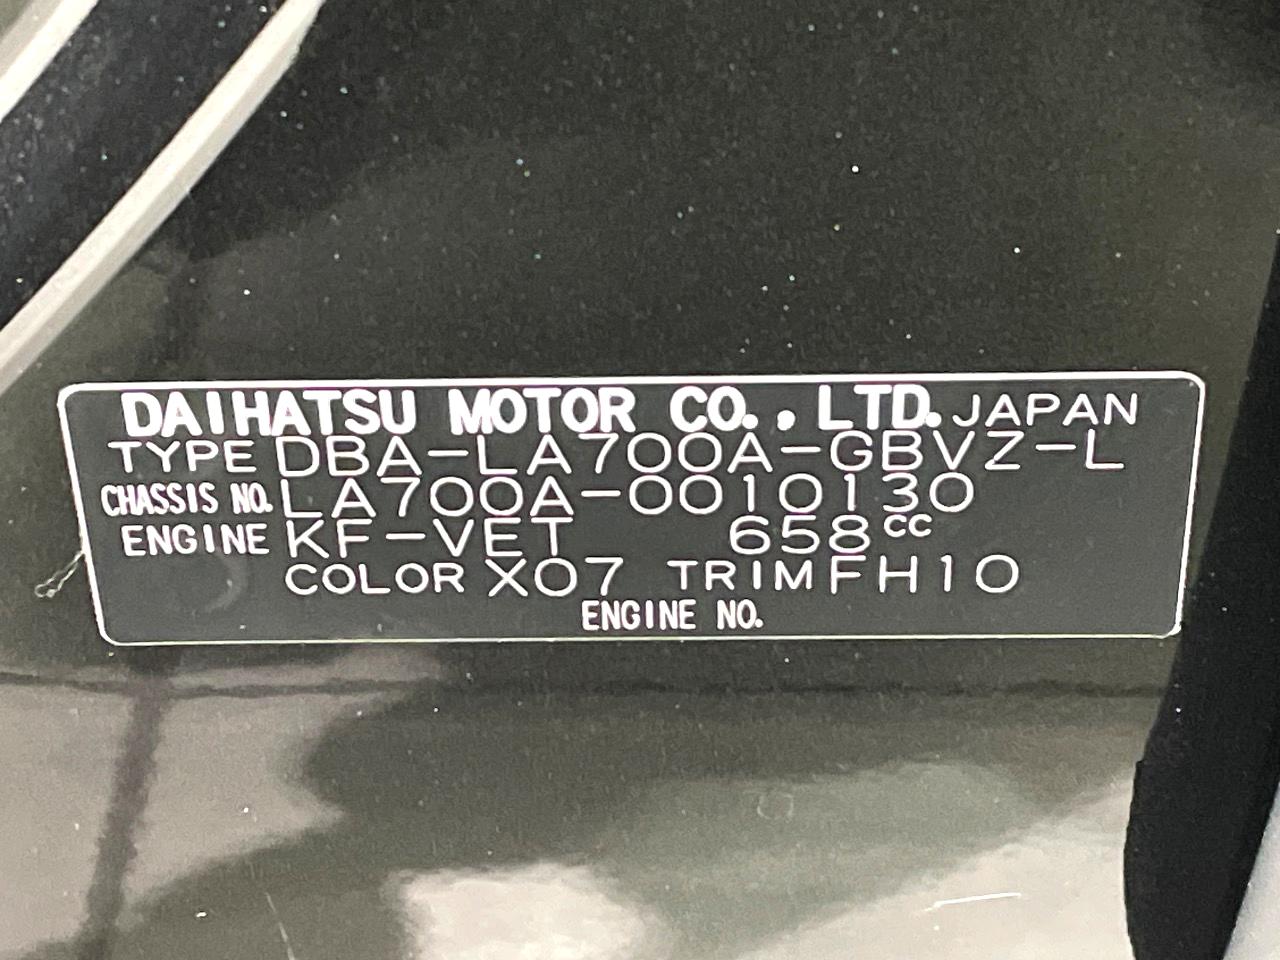 DAIHATSU MOTOR CO., LTD. JAPAN
TYPE DBA-LA700A-GBVZ-L
CHASSIS NO. LA700A-0010130
ENGINE KF-VET 658cc
COLOR X07 TRIM FH10
ENGINE NO.